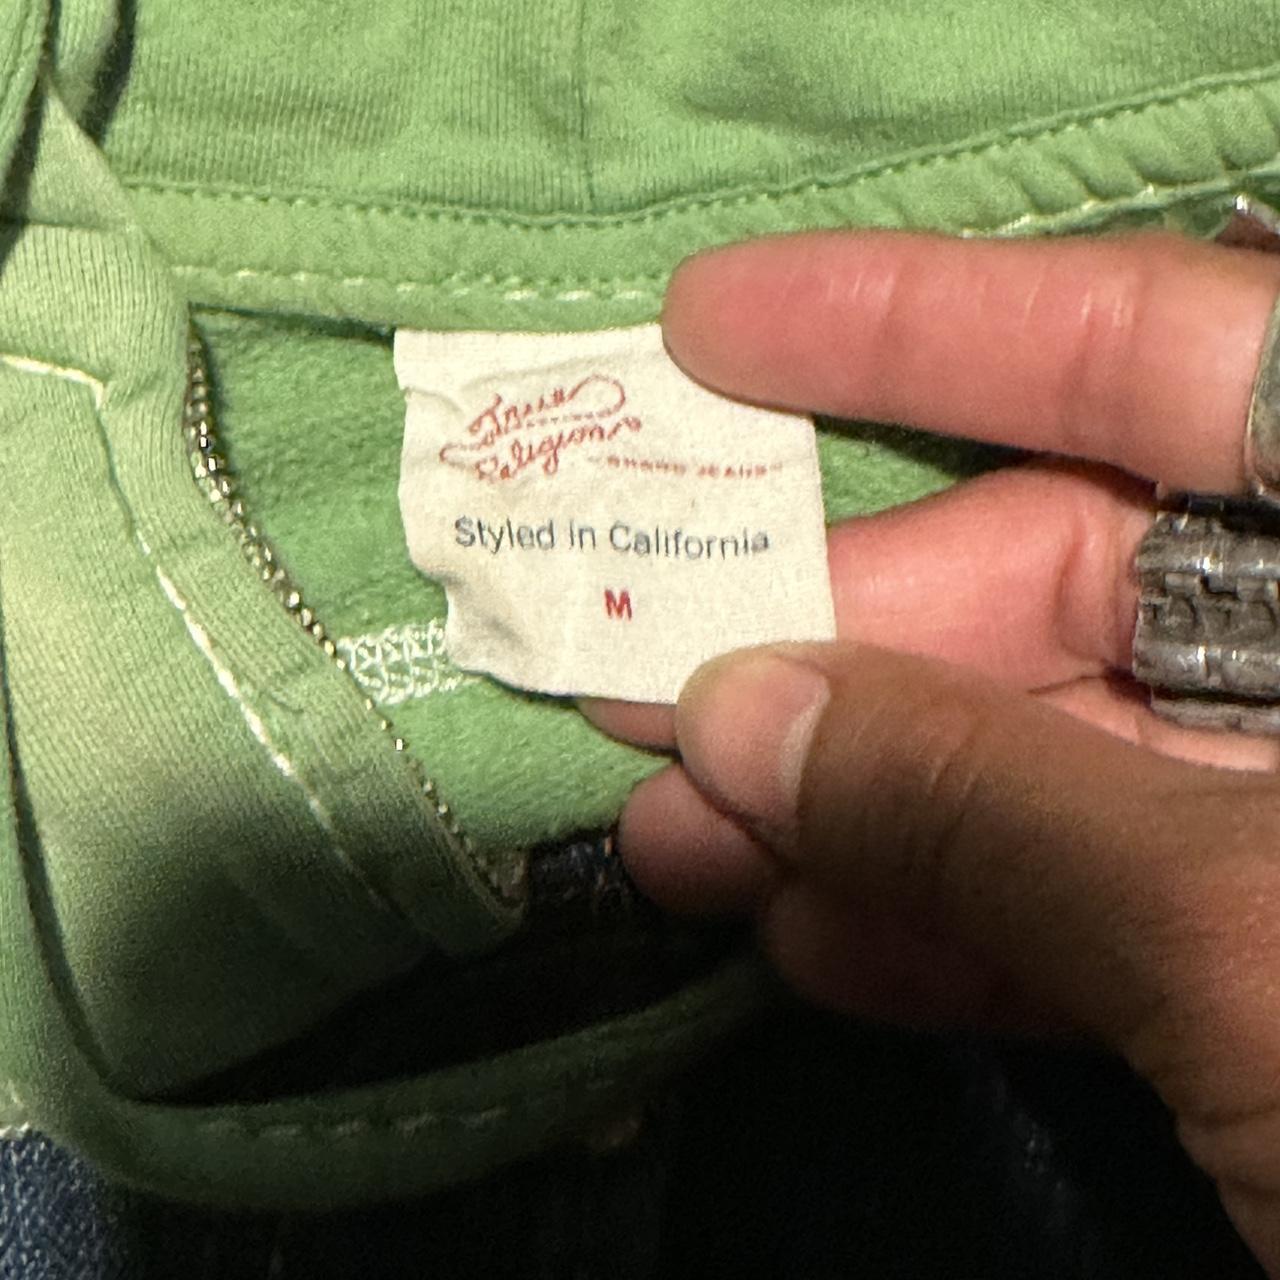 True
Religion
BRAND JEANS
Styled in California
M